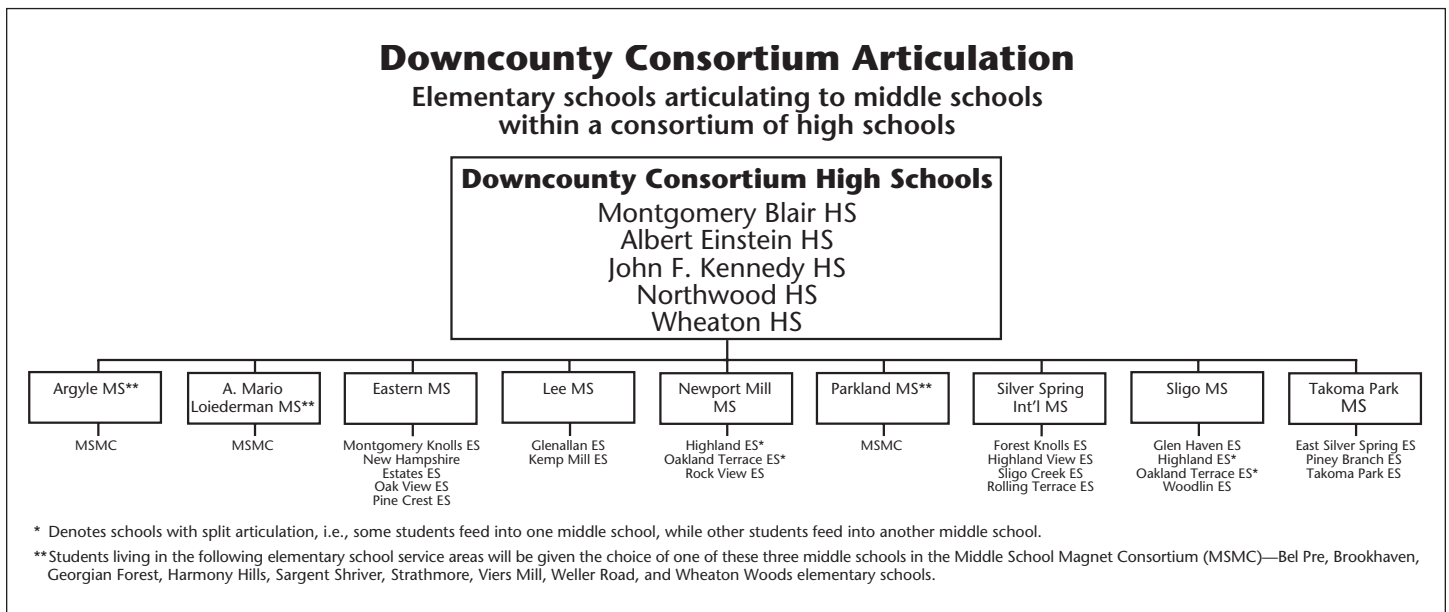 Downcounty Consortium Articulation
Elementary schools articulating to middle schools
within a consortium of high schools
Downcounty Consortium High Schools
Montgomery Blair HS
Albert Einstein HS
John F. Kennedy HS
Northwood HS
Wheaton HS
Argyle MS**
MSMC
A. Mario
Loiederman MS**
MSMC
Eastern MS
Montgomery Knolls ES
New Hampshire
Estates ES
Oak View ES
Pine Crest ES
Lee MS
Glenallan ES
Kemp Mill ES
Newport Mill
MS
Highland ES*
Oakland Terrace ES*
Rock View ES
Parkland MS**
MSMC
Silver Spring
Int'l MS
Forest Knolls ES
Highland View ES
Sligo Creek ES
Rolling Terrace ES
Sligo MS
Glen Haven ES
Highland ES*
Oakland Terrace ES*
Woodlin ES
Takoma Park
MS
East Silver Spring ES
Piney Branch ES
Takoma Park ES
* Denotes schools with split articulation, i.e., some students feed into one middle school, while other students feed into another middle school.
**Students living in the following elementary school service areas will be given the choice of one of these three middle schools in the Middle School Magnet Consortium (MSMC)—Bel Pre, Brookhaven,
Georgian Forest, Harmony Hills, Sargent Shriver, Strathmore, Viers Mill, Weller Road, and Wheaton Woods elementary schools.